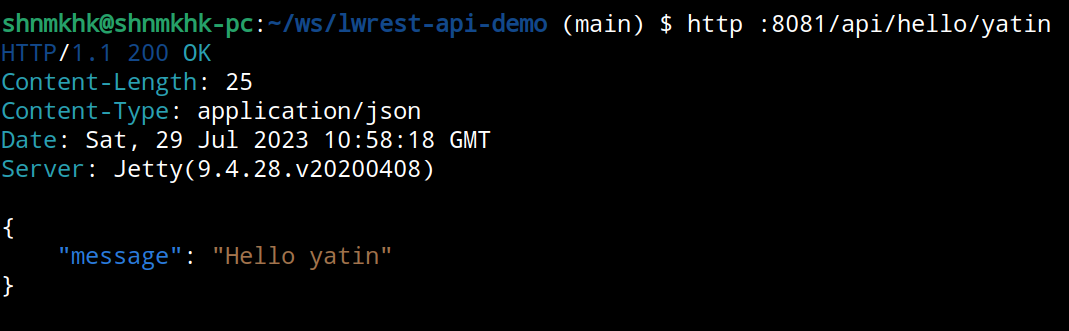 shnmkhk@shnmkhk-pc:~/ws/lwrest-api-demo (main) $ http :8081/api/hello/yatin
HTTP/1.1 200 OK
Content-Length: 25
Content-Type: application/json
Date: Sat, 29 Jul 2023 10:58:18 GMT
Server: Jetty(9.4.28.v20200408)

{
    "message": "Hello yatin"
}